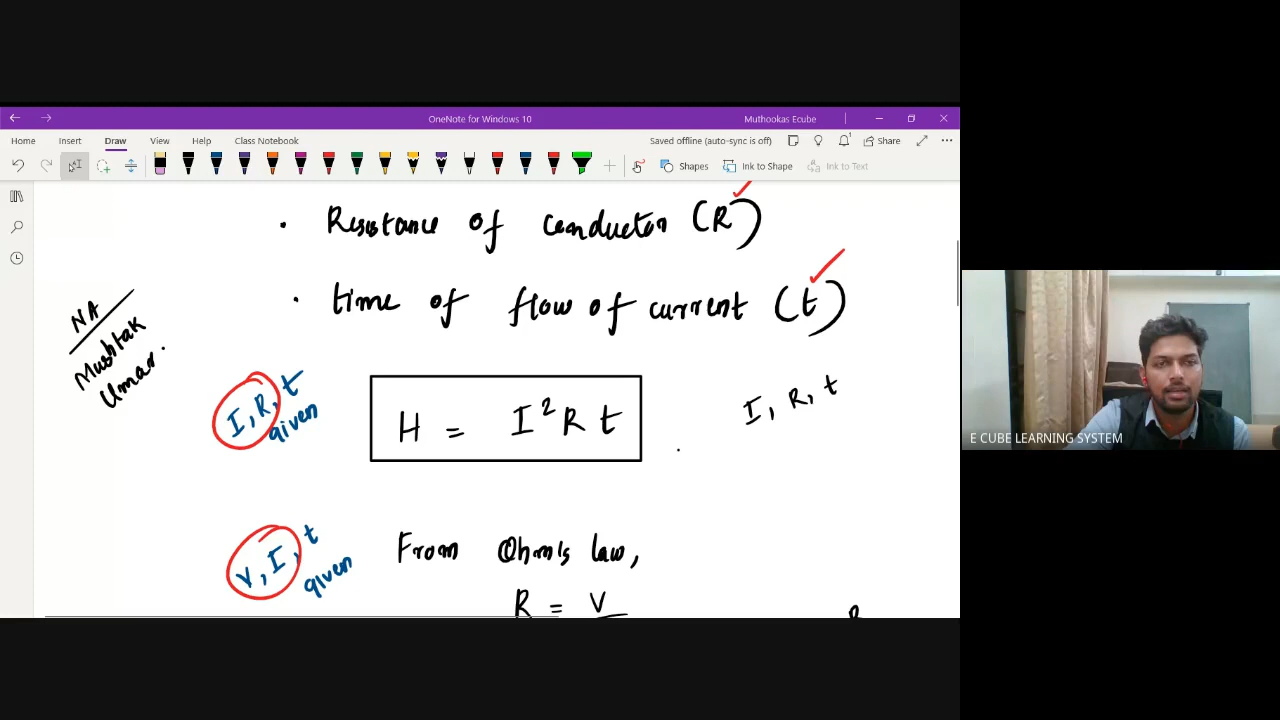 OneNote for Windows 10
Muthookas Ecube
Home Insert Draw View Help Class Notebook
Saved offline (auto-sync is off) Share
Shapes Ink to Shape Ink to Text
. Resistance of conductor (R)
. time of flow of current (t)
NA
Mushtak
Umar.
I, R, t
given
H = I² R t
I, R, t
V, I, t
given
From Ohm's law,
R = V
E CUBE LEARNING SYSTEM